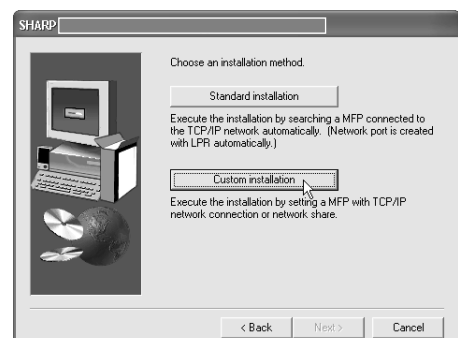 SHARP
Choose an installation method.
Standard installation
Execute the installation by searching a MFP connected to
the TCP/IP network automatically. (Network port is created
with LPR automatically.)
Custom installation
Execute the installation by setting a MFP with TCP/IP
network connection or network share.
< Back
Next >
Cancel